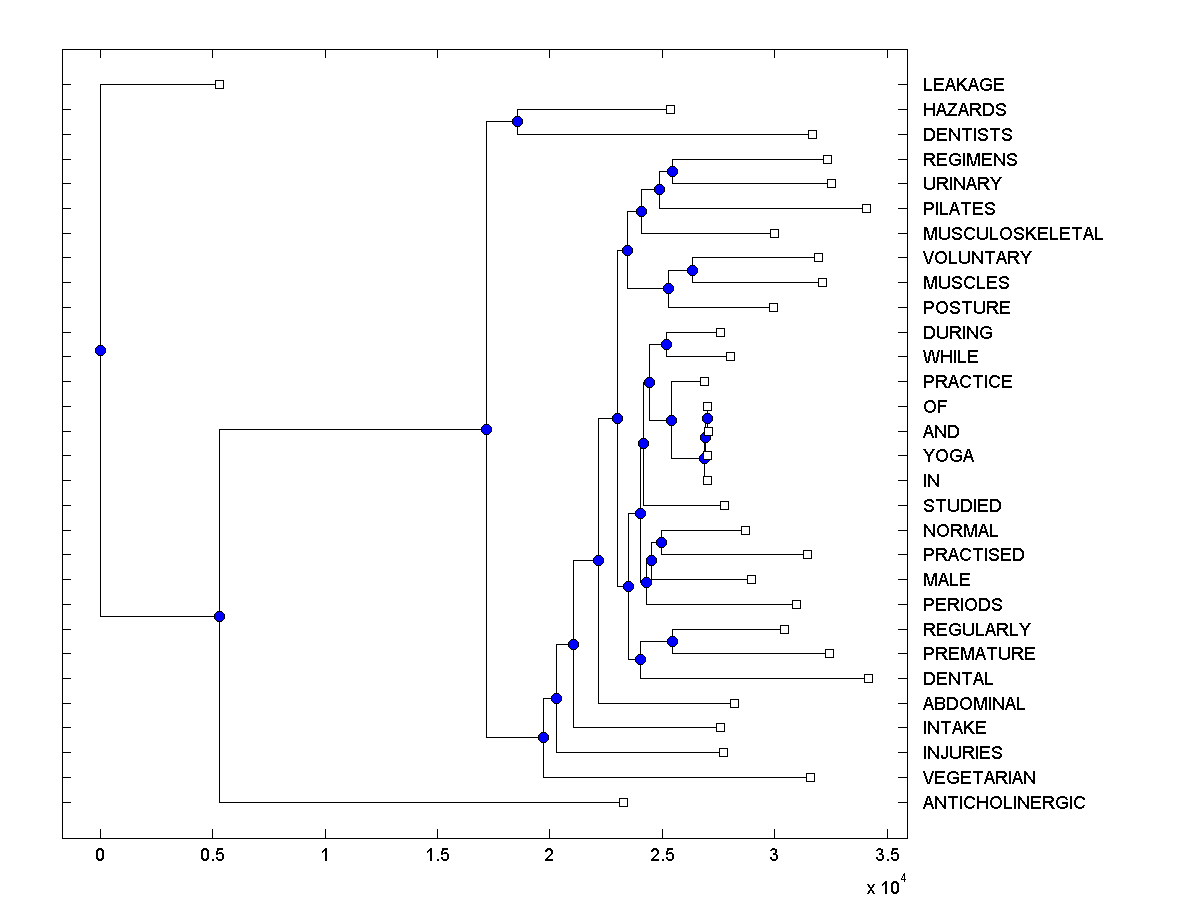 LEAKAGE
HAZARDS
DENTISTS
REGIMENS
URINARY
PILATES
MUSCULOSKELETAL
VOLUNTARY
MUSCLES
POSTURE
DURING
WHILE
PRACTICE
OF
AND
YOGA
IN
STUDIED
NORMAL
PRACTISED
MALE
PERIODS
REGULARLY
PREMATURE
DENTAL
ABDOMINAL
INTAKE
INJURIES
VEGETARIAN
ANTICHOLINERGIC
0 0.5 1 1.5 2 2.5 3 3.5
x 10^4